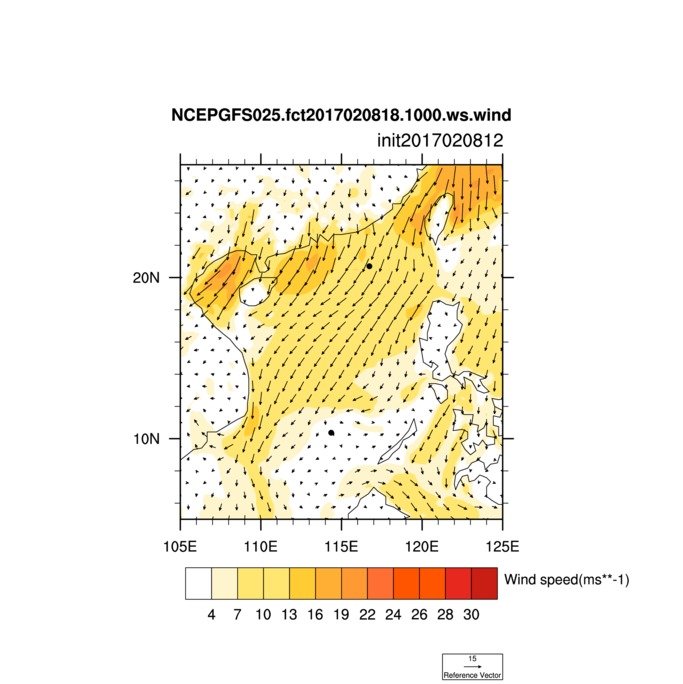 NCEPGFS025.fct2017020818.1000.ws.wind
init2017020812
20N
10N
105E 110E 115E 120E 125E
Wind speed(ms**-1)
4 7 10 13 16 19 22 24 26 28 30
15
Reference Vector